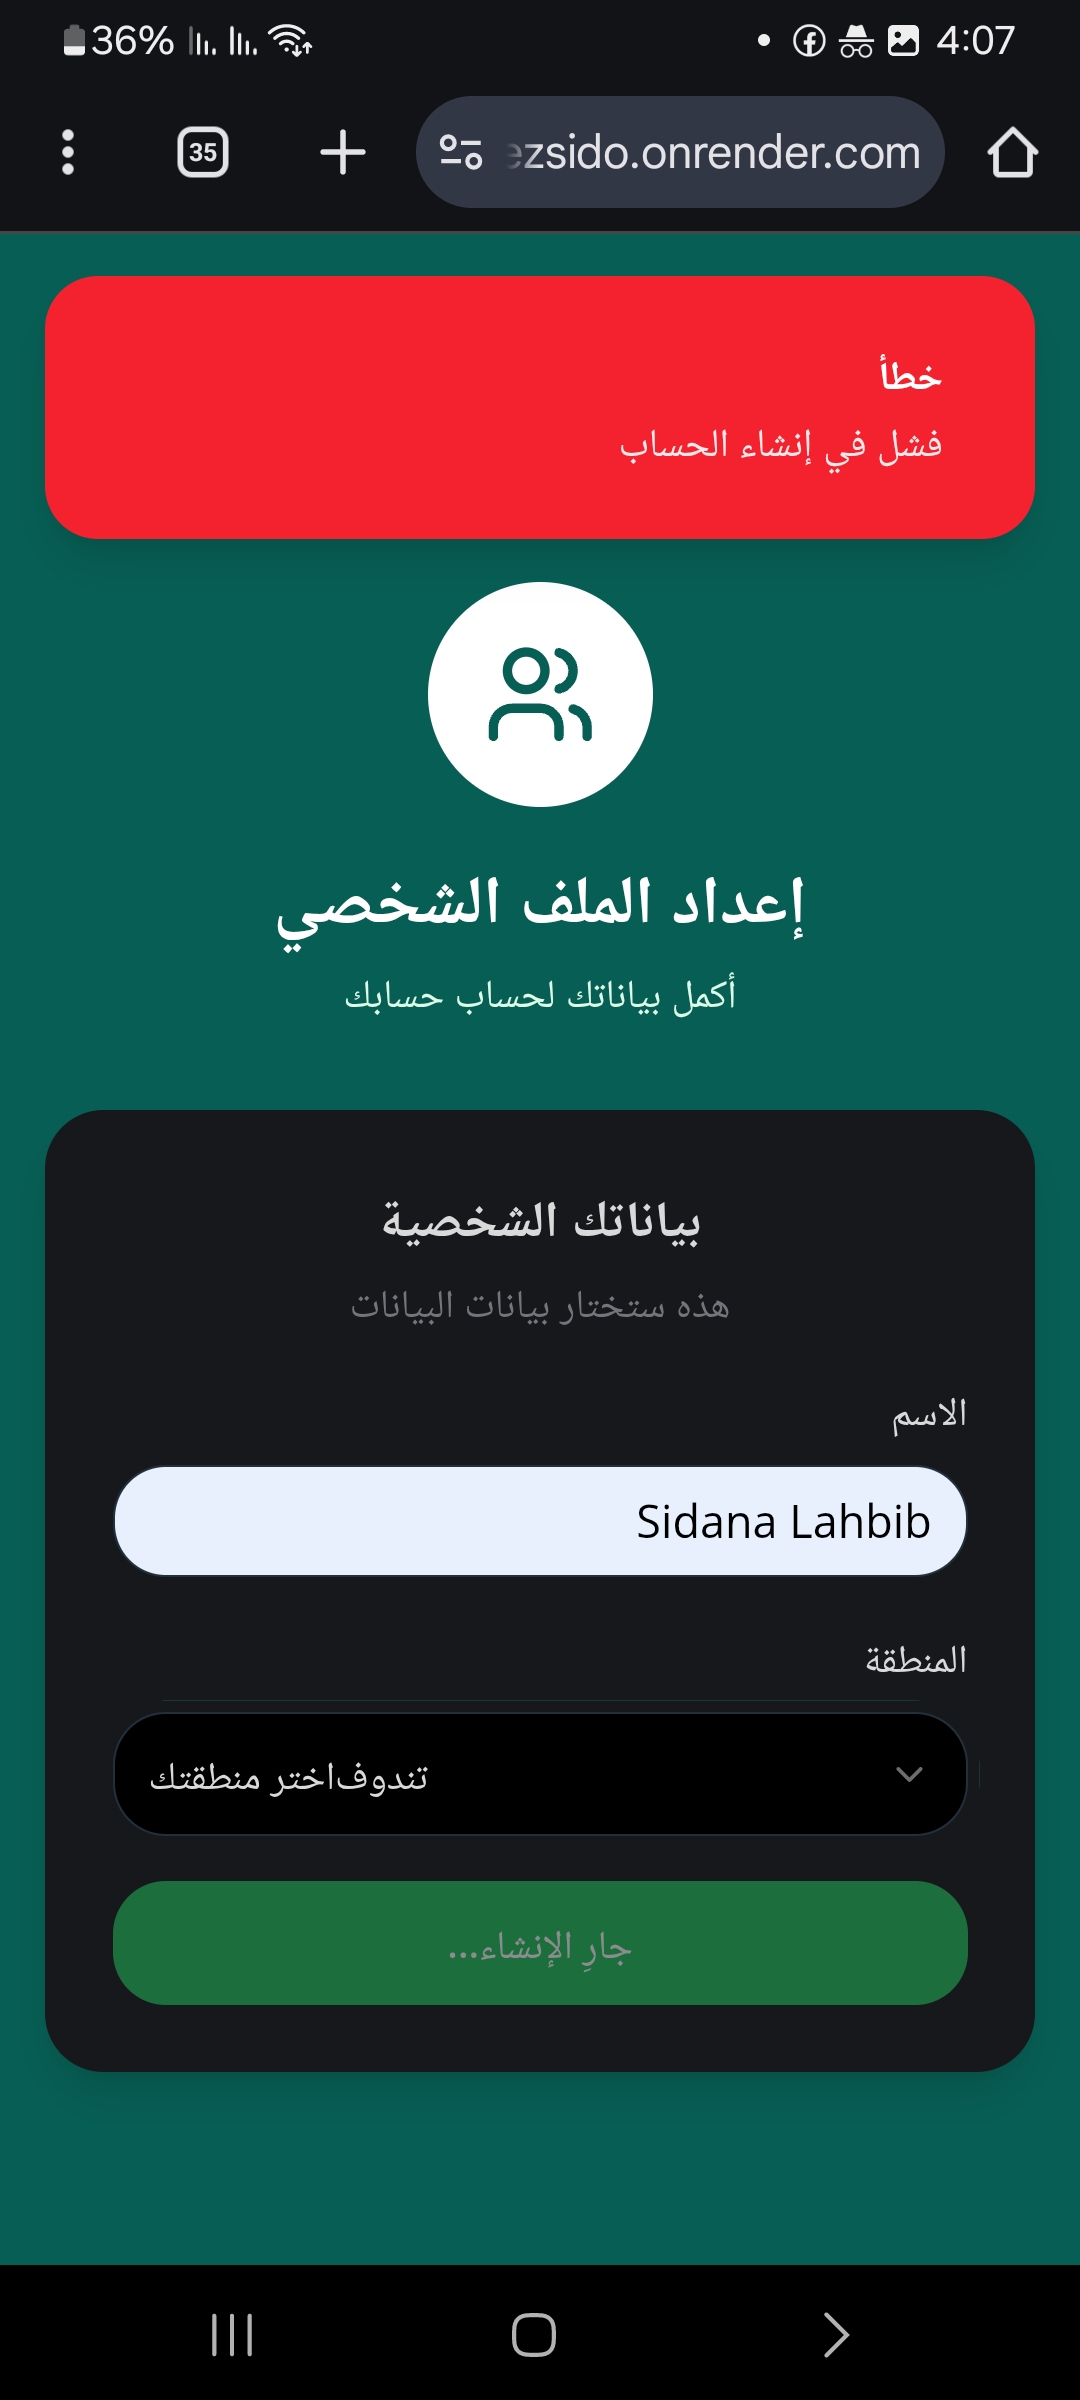 36%
4:07
35
ezsido.onrender.com
خطأ
فشل في إنشاء الحساب
إعداد الملف الشخصي
أكمل بياناتك لحساب حسابك
بياناتك الشخصية
هذه ستختار بيانات البيانات
الاسم
Sidana Lahbib
المنطقة
تندوفاختر منطقتك
جارِ الإنشاء...